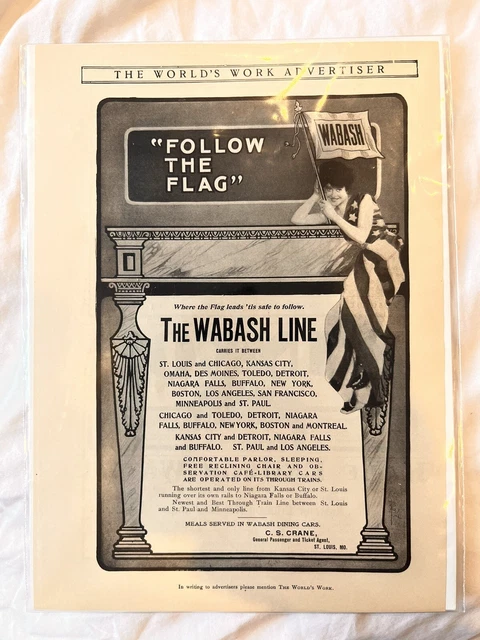 THE WORLD'S WORK ADVERTISER
WABASH
"FOLLOW
THE
FLAG"
Where the Flag leads 'tis safe to follow.
THE WABASH LINE
CARRIES IT BETWEEN
ST. LOUIS and CHICAGO, KANSAS CITY,
OMAHA, DES MOINES, TOLEDO, DETROIT,
NIAGARA FALLS, BUFFALO, NEW YORK,
BOSTON, LOS ANGELES, SAN FRANCISCO,
MINNEAPOLIS and ST. PAUL.
CHICAGO and TOLEDO, DETROIT, NIAGARA
FALLS, BUFFALO, NEW YORK, BOSTON and MONTREAL.
KANSAS CITY and DETROIT, NIAGARA FALLS
and BUFFALO. ST. PAUL and LOS ANGELES.
COMFORTABLE PARLOR, SLEEPING,
FREE RECLINING CHAIR AND OB-
SERVATION CAFÉ-LIBRARY CARS
ARE OPERATED ON ITS THROUGH TRAINS.
The shortest and only line from Kansas City or St. Louis
running over its own rails to Niagara Falls or Buffalo.
Newest and Best Through Train Line between St. Louis
and St. Paul and Minneapolis.
MEALS SERVED IN WABASH DINING CARS.
C. S. CRANE,
General Passenger and Ticket Agent,
ST. LOUIS, MO.
In writing to advertisers please mention THE WORLD'S WORK.